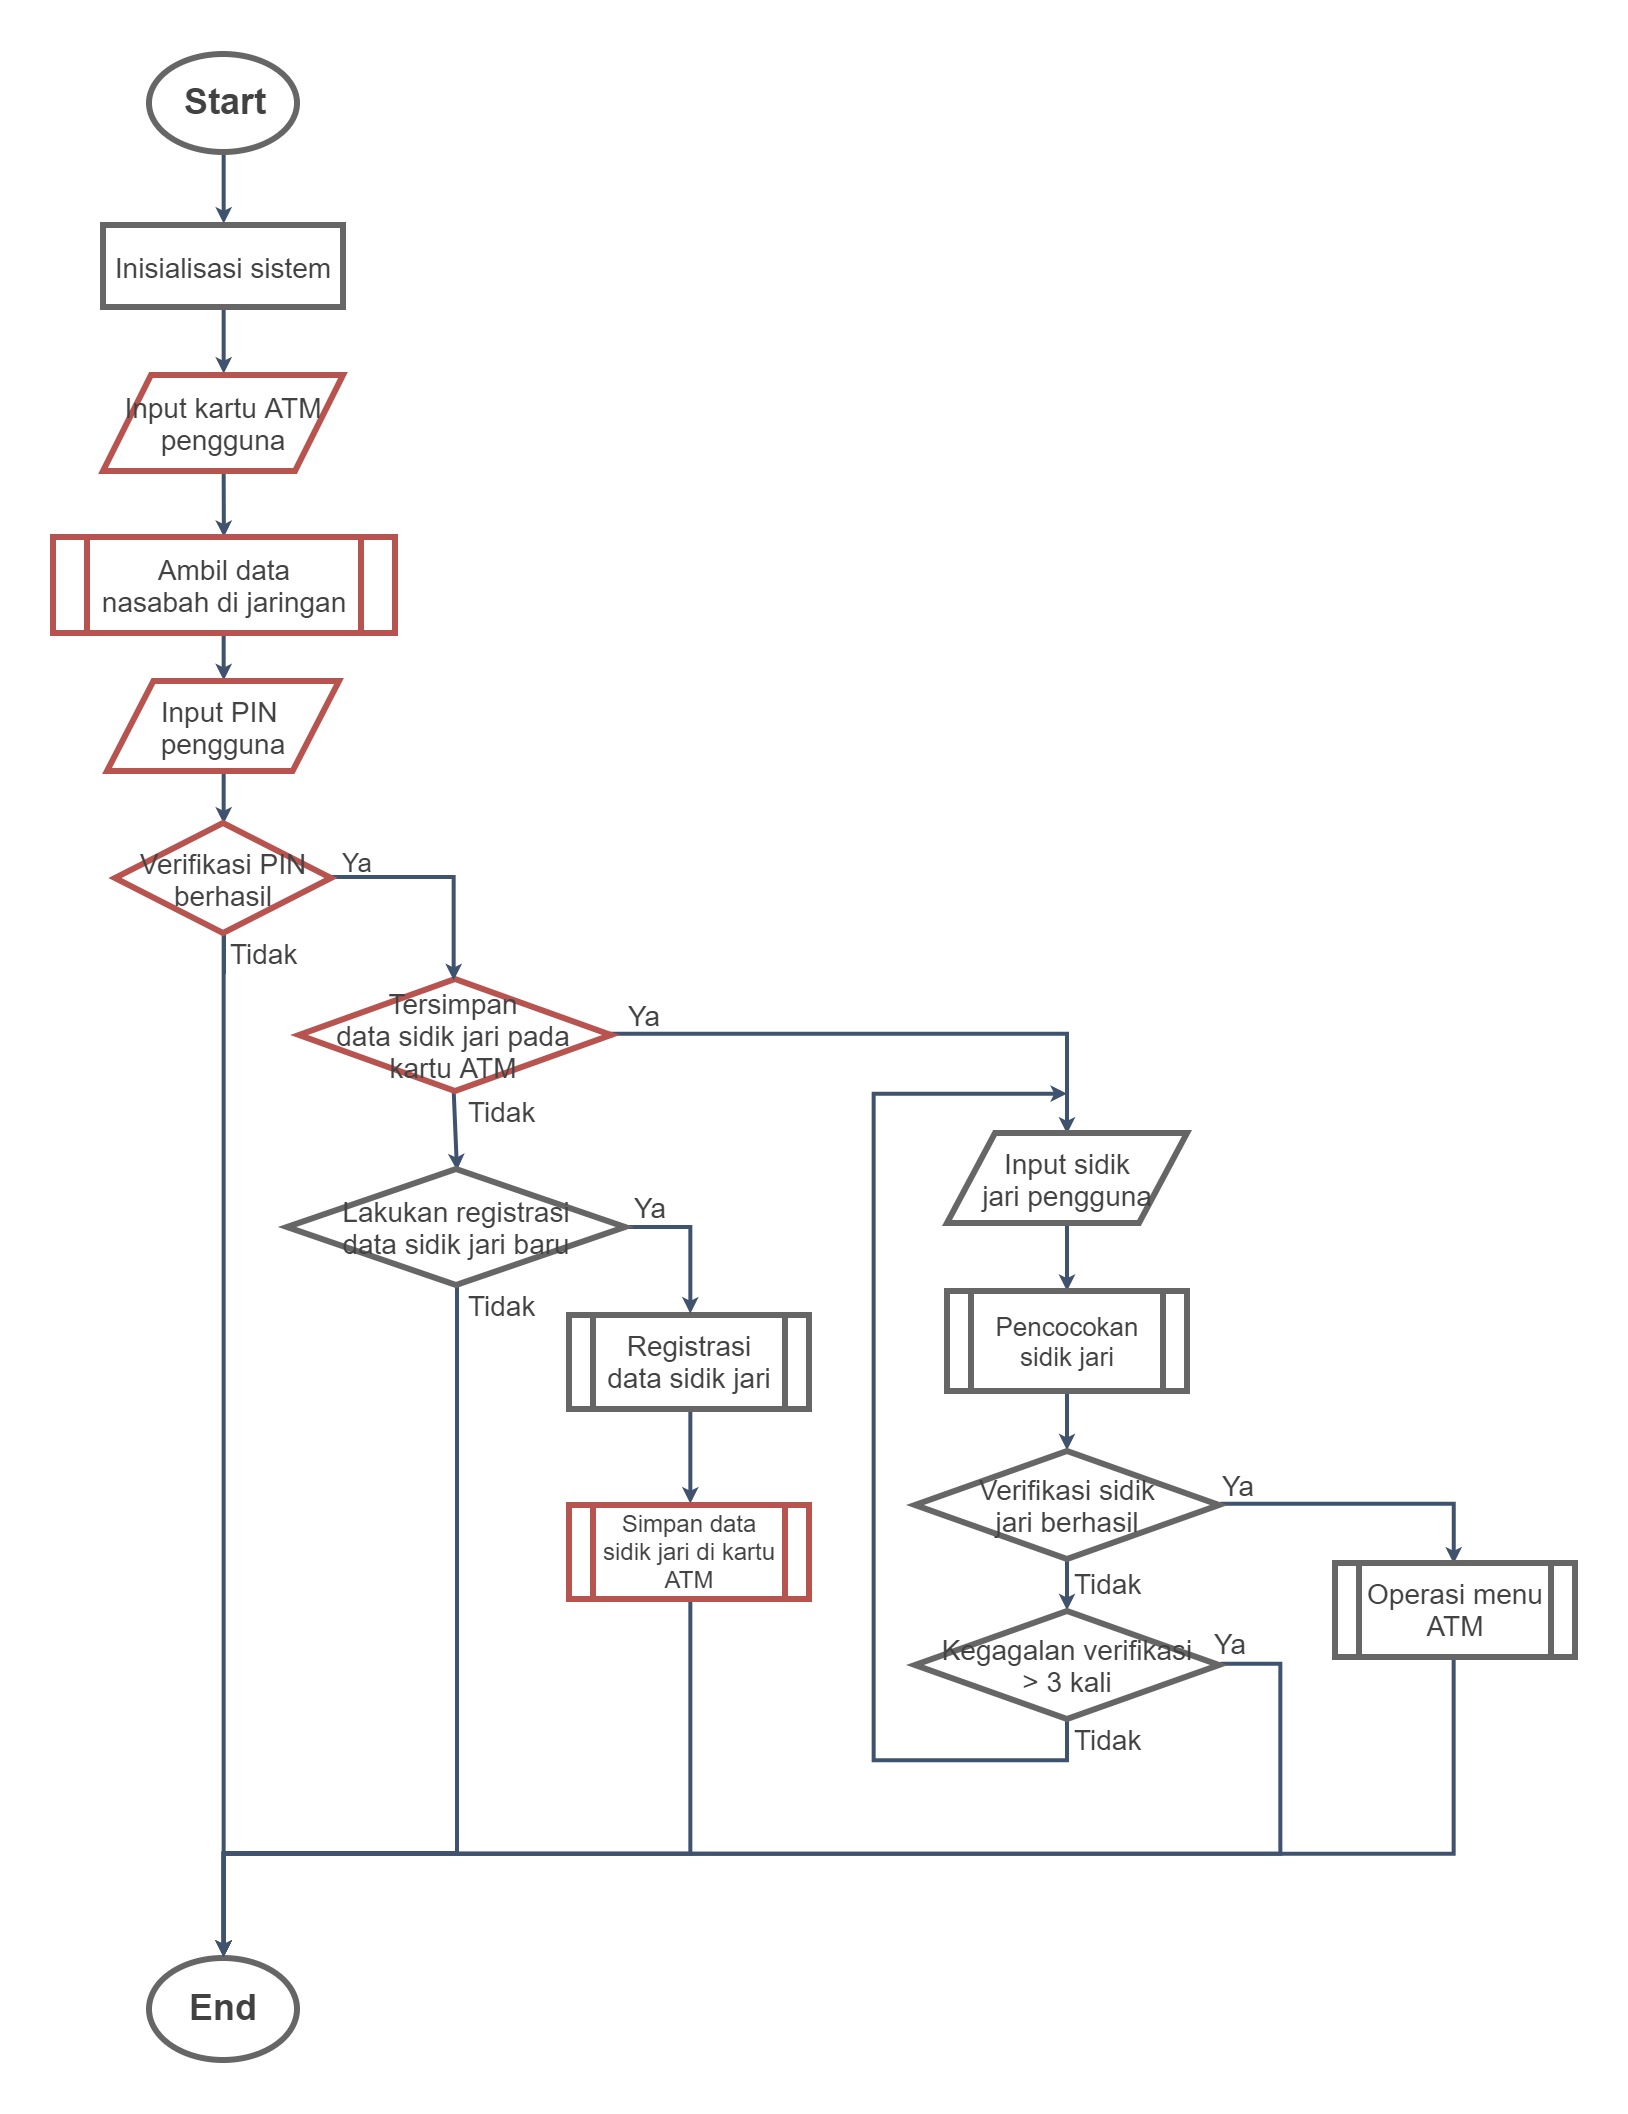 Start
Inisialisasi sistem
Input kartu ATM
pengguna
Ambil data
nasabah di jaringan
Input PIN
pengguna
Verifikasi PIN
berhasil
Ya
Tidak
Tersimpan
data sidik jari pada
kartu ATM
Ya
Tidak
Lakukan registrasi
data sidik jari baru
Ya
Tidak
Registrasi
data sidik jari
Simpan data
sidik jari di kartu
ATM
Input sidik
jari pengguna
Pencocokan
sidik jari
Verifikasi sidik
jari berhasil
Ya
Tidak
Operasi menu
ATM
Kegagalan verifikasi
> 3 kali
Ya
Tidak
End